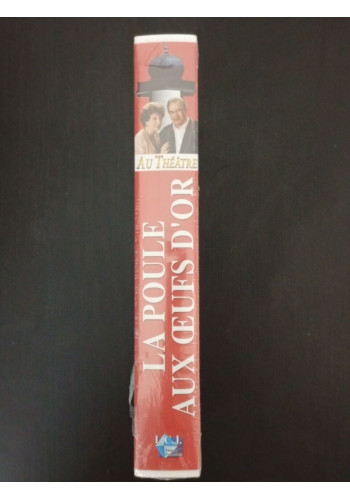 AU THÉÂTRE
LA POULE
AUX ŒUFS D'OR